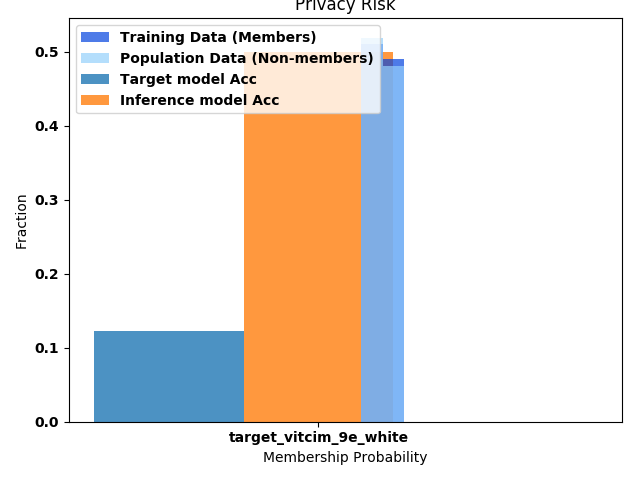 Privacy Risk
Training Data (Members)
Population Data (Non-members)
Target model Acc
Inference model Acc
0.5
0.4
0.3
0.2
0.1
0.0
Fraction
target_vitcim_9e_white
Membership Probability